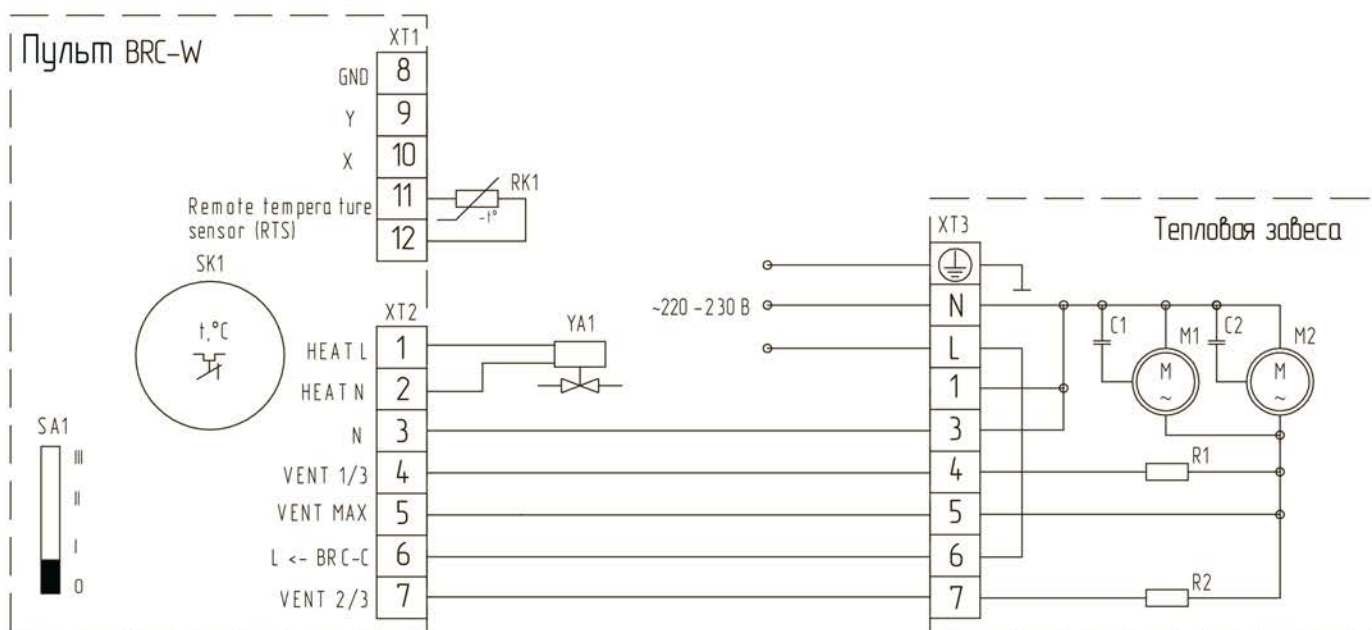 Пульт BRC-W
XT1
GND 8
Y 9
X 10
Remote temperature
sensor (RTS)
11
12
RK1
-t°
SK1
t,°C
XT2
HEAT L 1
HEAT N 2
N 3
VENT 1/3 4
VENT MAX 5
L <- BRC-C 6
VENT 2/3 7
YA1
SA1
III
II
I
0
~220 -230 В
Тепловая завеса
XT3
N
L
1
3
4
5
6
7
C1
M1
C2
M2
M
~
M
~
R1
R2